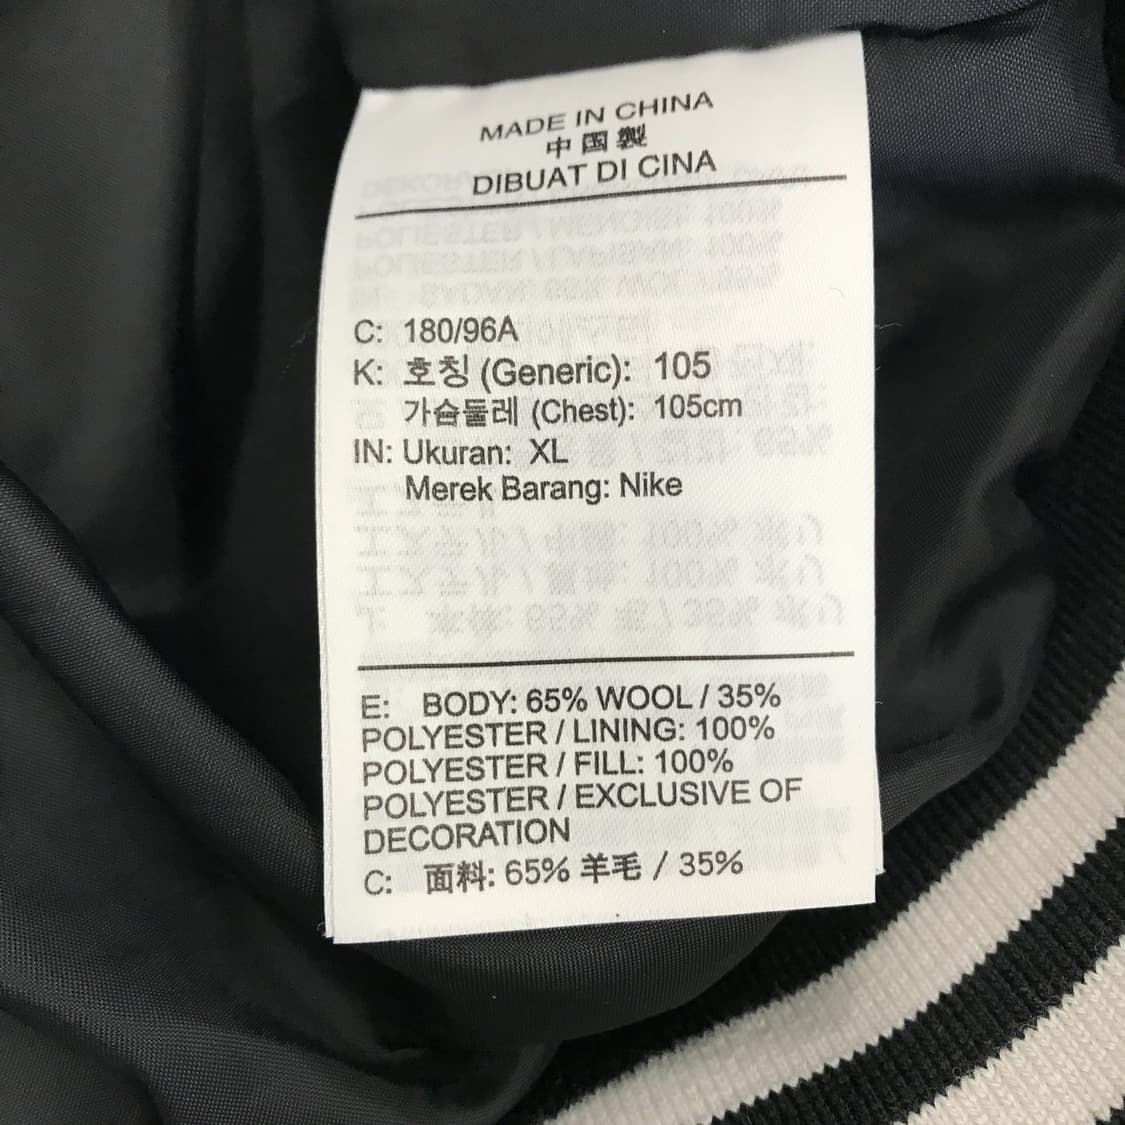 MADE IN CHINA
中国製
DIBUAT DI CINA
C: 180/96A
K: 호칭 (Generic): 105
가슴둘레 (Chest): 105cm
IN: Ukuran: XL
Merek Barang: Nike
E: BODY: 65% WOOL / 35%
POLYESTER / LINING: 100%
POLYESTER / FILL: 100%
POLYESTER / EXCLUSIVE OF
DECORATION
C: 面料: 65% 羊毛 / 35%